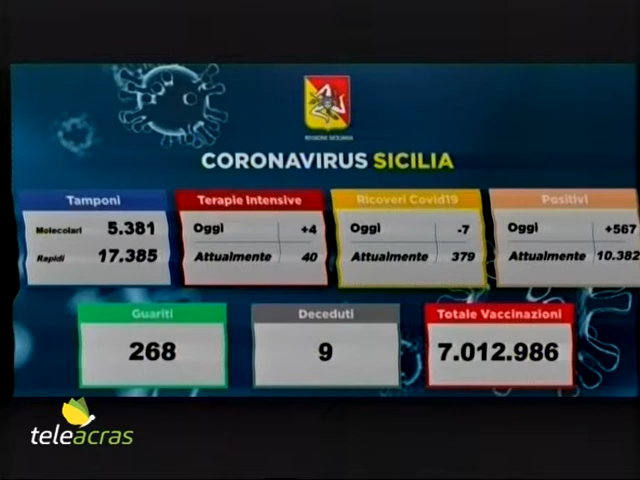 REGIONE SICILIANA
CORONAVIRUS SICILIA
Tamponi
Molecolari 5.381
Rapidi 17.385
Terapie Intensive
Oggi +4
Attualmente 40
Ricoveri Covid19
Oggi -7
Attualmente 379
Positivi
Oggi +567
Attualmente 10.382
Guariti
268
Deceduti
9
Totale Vaccinazioni
7.012.986
teleacras